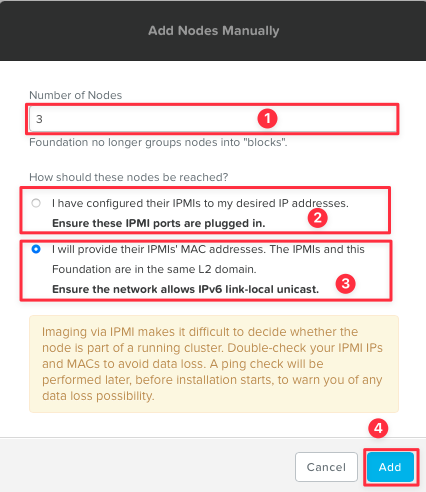 Add Nodes Manually
Number of Nodes
3
1
Foundation no longer groups nodes into "blocks".
How should these nodes be reached?
I have configured their IPMIs to my desired IP addresses.
Ensure these IPMI ports are plugged in.
2
I will provide their IPMIs' MAC addresses. The IPMIs and this
Foundation are in the same L2 domain.
Ensure the network allows IPv6 link-local unicast.
3
Imaging via IPMI makes it difficult to decide whether the
node is part of a running cluster. Double-check your IPMI IPs
and MACs to avoid data loss. A ping check will be
performed later, before installation starts, to warn you of any
data loss possibility.
4
Cancel
Add